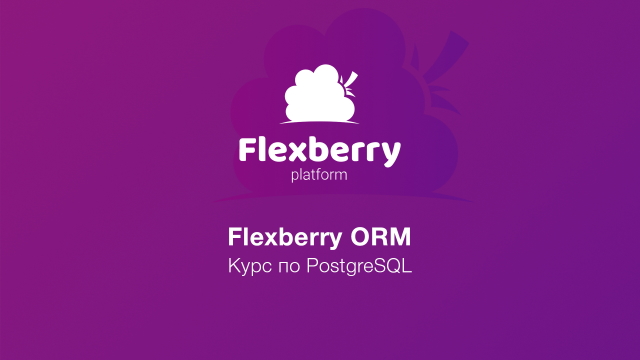 Flexberry
platform
Flexberry ORM
Курс по PostgreSQL